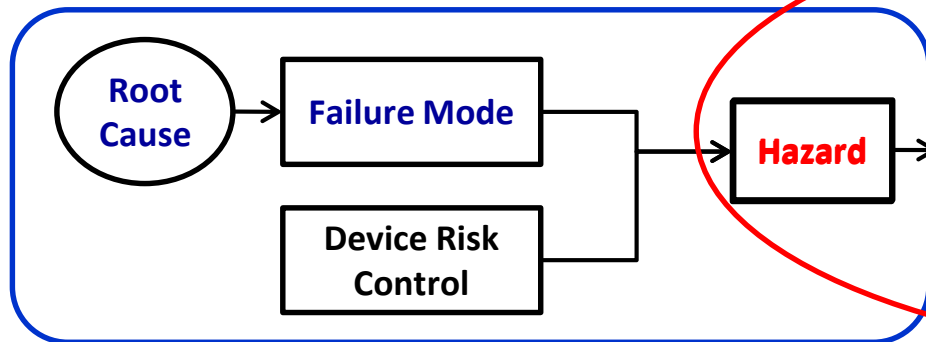 Root
Cause
Failure Mode
Hazard
Device Risk
Control